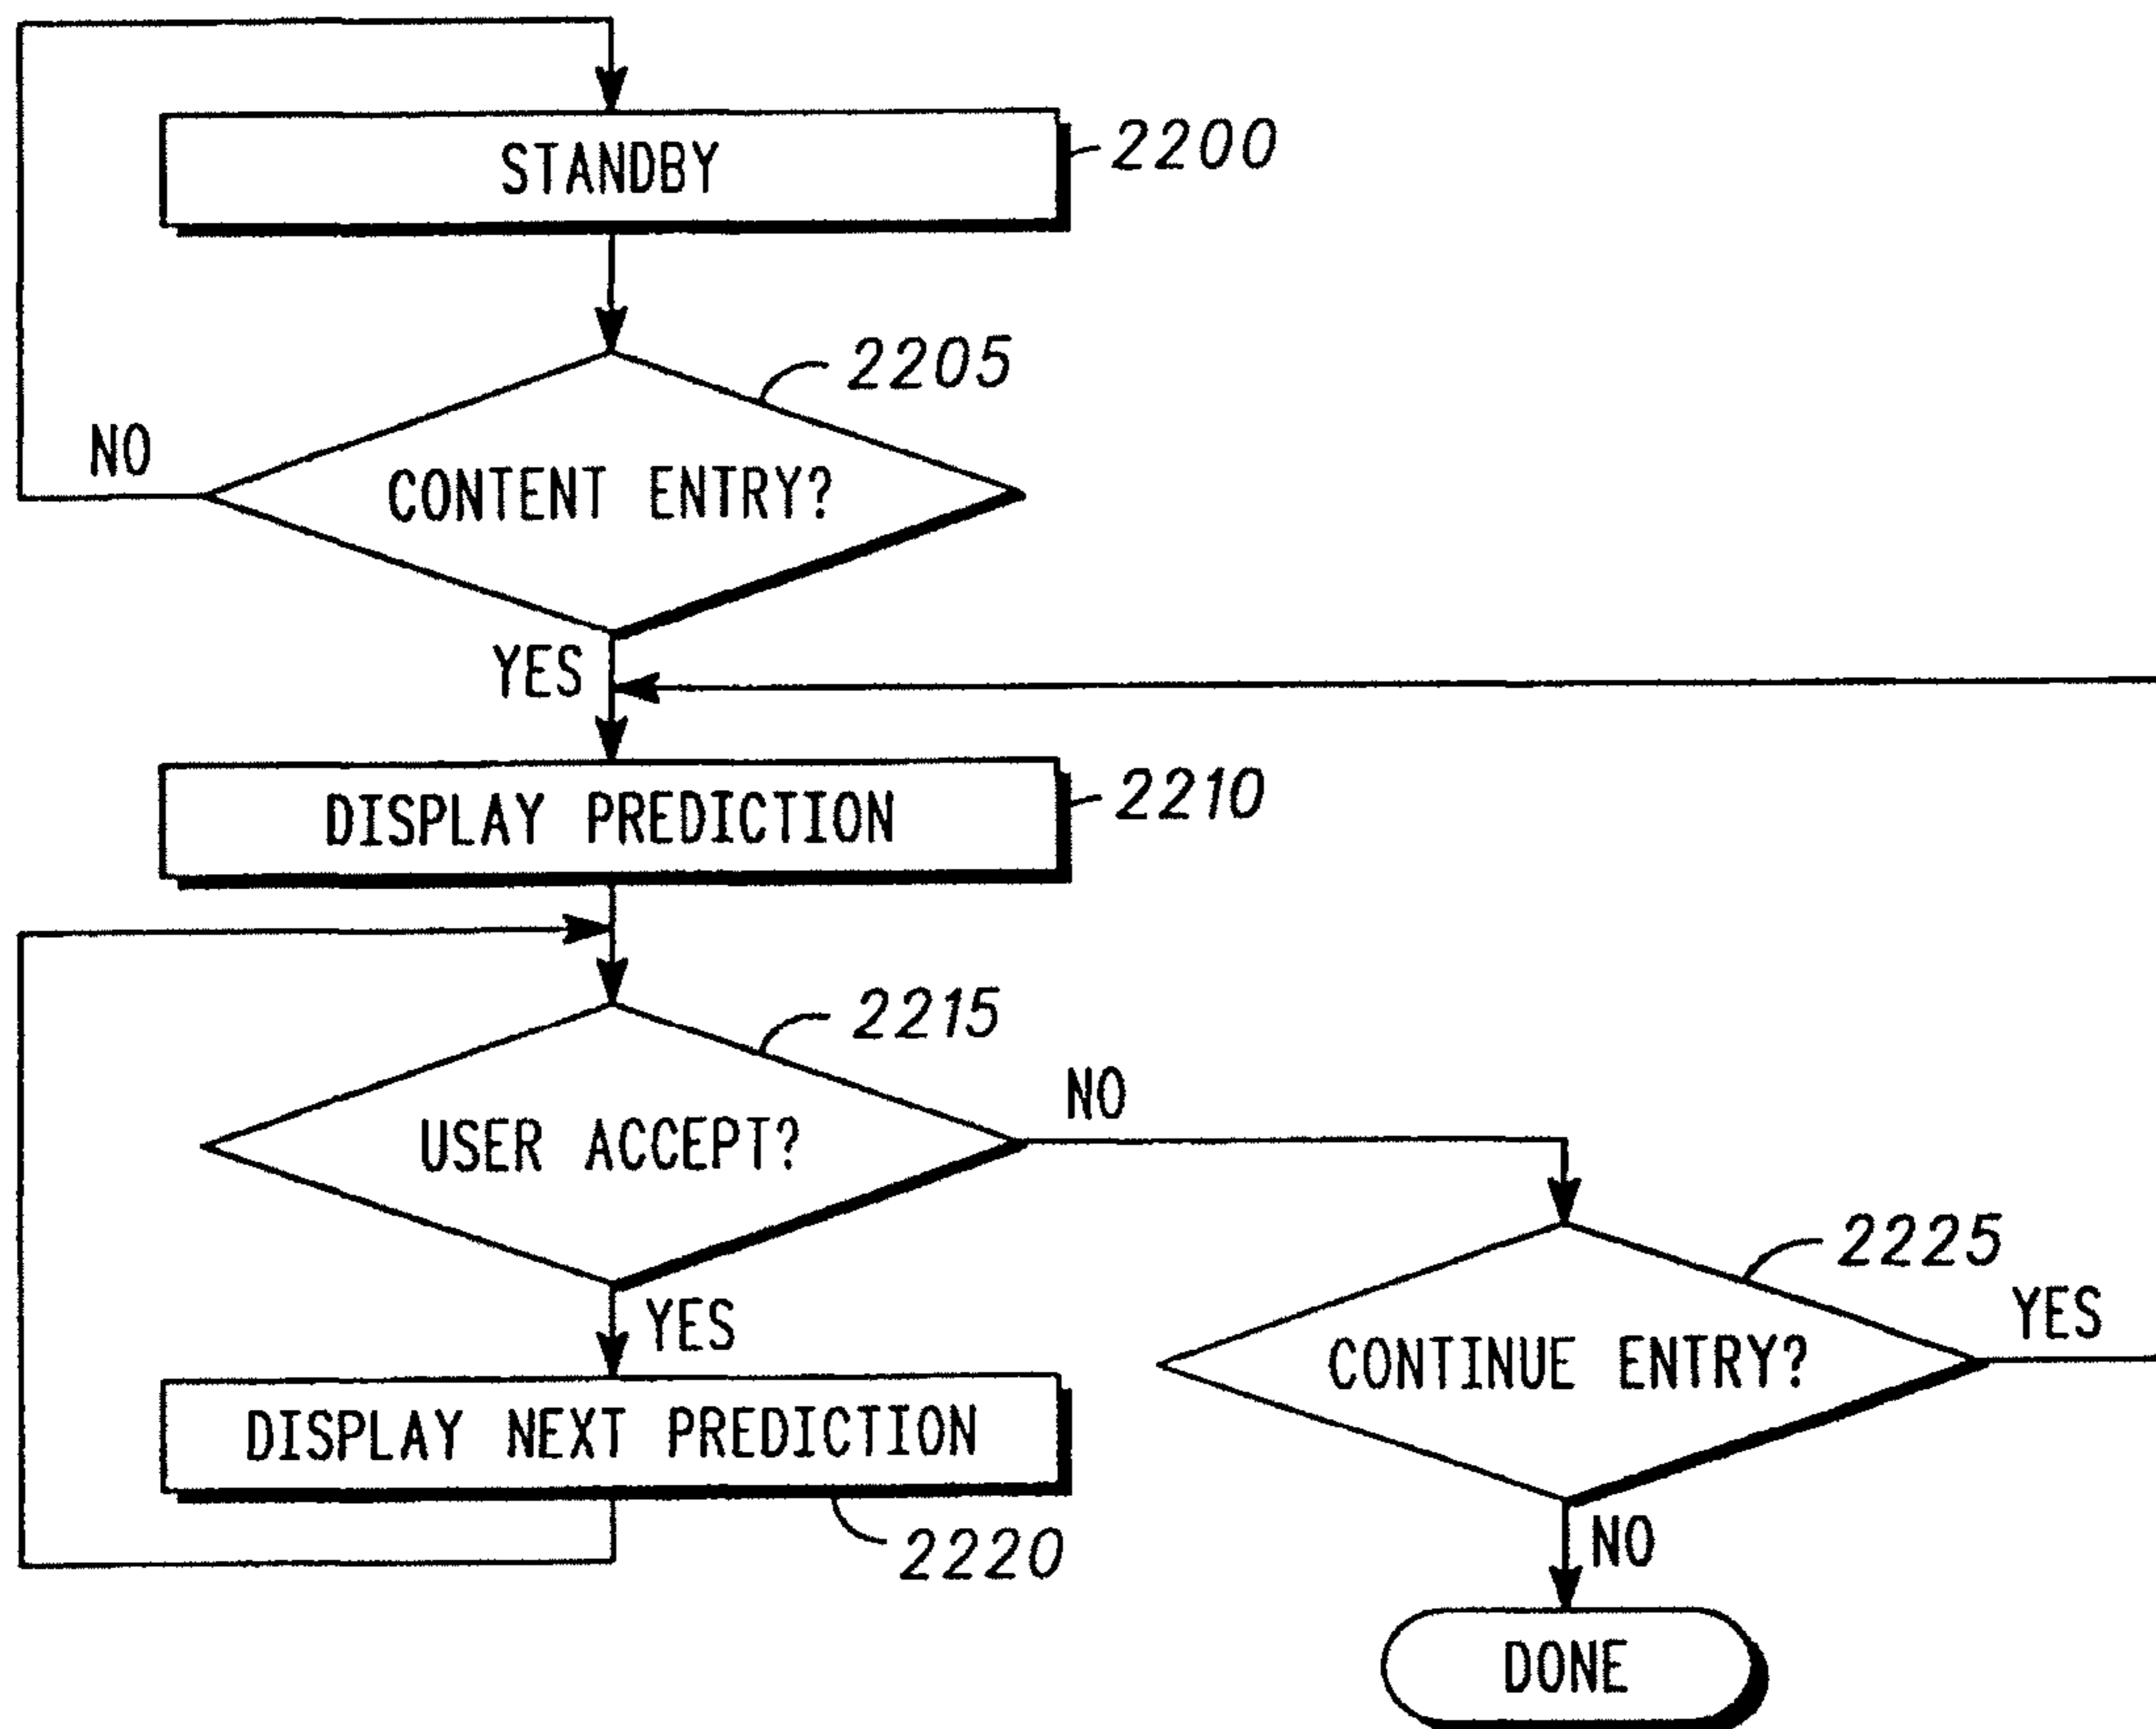 STANDBY
2200
2205
NO
CONTENT ENTRY?
YES
DISPLAY PREDICTION
2210
2215
NO
USER ACCEPT?
YES
DISPLAY NEXT PREDICTION
2220
2225
YES
CONTINUE ENTRY?
NO
DONE